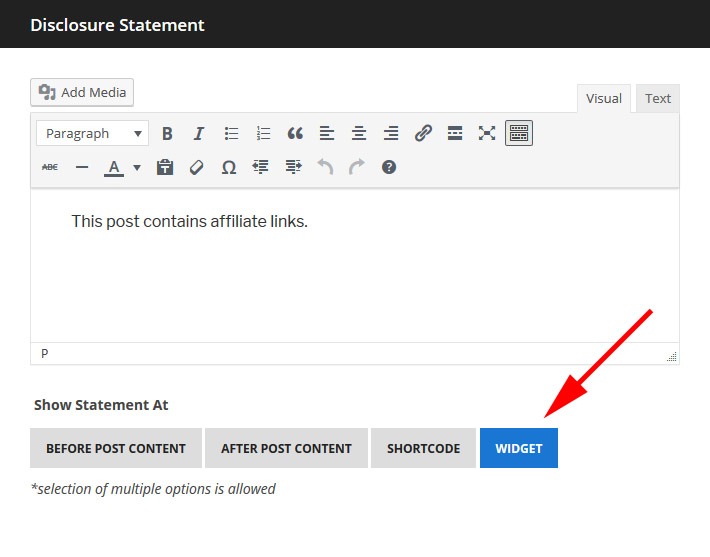 Disclosure Statement
Add Media
Visual Text
Paragraph B I
ABC A T Ω ?
This post contains affiliate links.
P
Show Statement At
BEFORE POST CONTENT AFTER POST CONTENT SHORTCODE WIDGET
*selection of multiple options is allowed